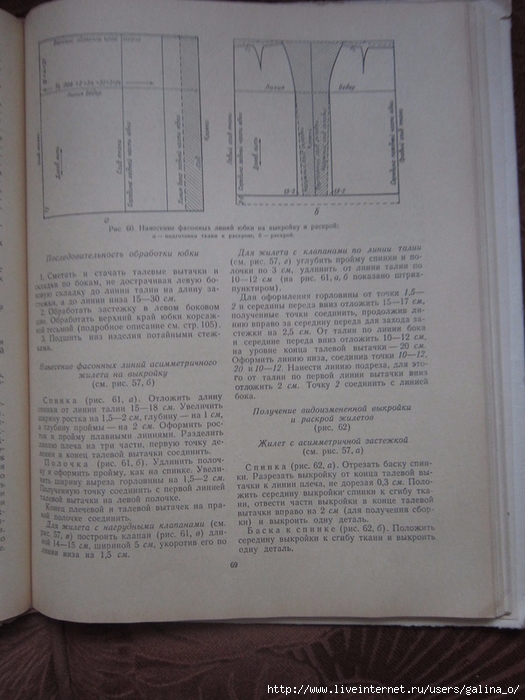 Рис. 60. Нанесение фасонных линий юбки на выкройку и раскрой:
а — подготовка ткани к раскрою; б — раскрой
Последовательность обработки юбки
1. Сметать и стачать талевые вытачки и
складки по бокам, не дострачивая левую бо-
ковую складку до линии талии на длину за-
стежки, а до линии низа 15—30 см.
2. Обработать застежку в левом боковом
шве. Обработать верхний край юбки корсаж-
ной тесьмой (подробное описание см. стр. 105).
3. Подшить низ изделия потайными стеж-
ками.
Нанесение фасонных линий асимметричного
жилета на выкройку
(см. рис. 57, б)
Спинка (рис. 61, а). Отложить длину
спинки от линии талии 15—18 см. Увеличить
ширину ростка на 1,5—2 см, глубину — на 1 см,
а глубину проймы — на 2 см. Оформить рос-
ток и пройму плавными линиями. Разделить
линию плеча на три части, первую точку де-
ления и конец талевой вытачки соединить.
Полочка (рис. 61, б). Удлинить полоч-
ку и оформить пройму, как на спинке. Увели-
чить ширину выреза горловины на 1,5—2 см.
Полученную точку соединить с первой линией
талевой вытачки на левой полочке.
Конец плечевой и талевой вытачек на пра-
вой полочке соединить.
Для жилета с нагрудными клапанами (см.
рис. 57, в) построить клапан (рис. 61, в) дли-
ной 14—15 см, шириной 5 см, укоротив его по
линии низа на 1,5 см.
Для жилета с клапанами по линии талии
(см. рис. 57, в) углубить пройму спинки и по-
лочки по 3 см, удлинить от линии талии по
10—12 см (на рис. 61, а, б показано штрих-
пунктиром).
Для оформления горловины от точки 1,5—
2 и середины переда вниз отложить 15—17 см,
полученные точки соединить, продолжив ли-
нию вправо за середину переда для захода за-
стежки на 2,5 см. От талии по линии бока
и середине переда вниз отложить 10—12 см,
на уровне конца талевой вытачки — 20 см.
Оформить линию низа, соединив точки 10—12,
20 и 10—12. Нанести линию подреза, для это-
го от талии по первой линии вытачки вниз
отложить 2 см. Точку 2 соединить с линией
бока.
Получение видоизмененной выкройки
и раскрой жилетов
(рис. 62)
Жилет с асимметричной застежкой
(см. рис. 57, а)
Спинка (рис. 62, а). Отрезать баску спин-
ки. Разрезать выкройку от конца талевой вы-
тачки к линии плеча, не дорезая 0,3 см. Поло-
жить середину выкройки спинки к сгибу тка-
ни, отвести части выкройки в конце талевой
вытачки вправо на 2 см (для получения сбор-
ки) и выкроить одну деталь.
Баска к спинке (рис. 62, б). Положить
середину выкройки к сгибу ткани и выкроить
одну деталь.
69
http://www.liveinternet.ru/users/galina_o/